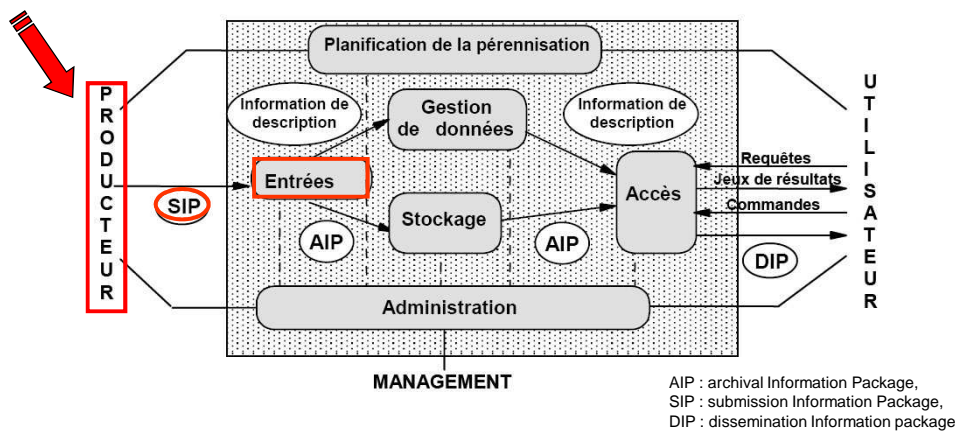 Planification de la pérennisation
PRODUCTEUR
Information de
description
Gestion
de données
Information de
description
UTILISATEUR
Entrées
SIP
Stockage
Accès
Requêtes
Jeux de résultats
Commandes
AIP
AIP
DIP
Administration
MANAGEMENT
AIP : archival Information Package,
SIP : submission Information Package,
DIP : dissemination Information package